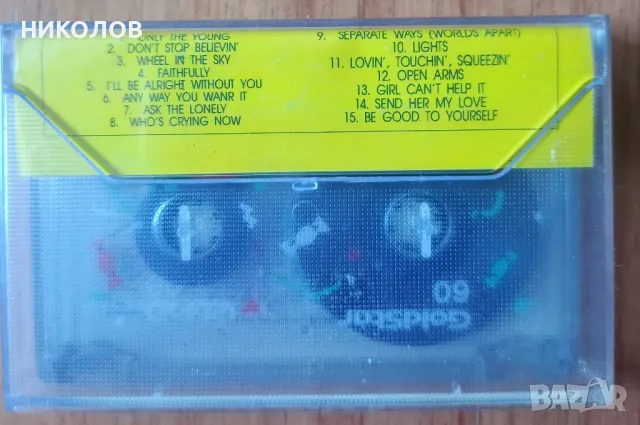 НИКОЛОВ
1. ONLY THE YOUNG
2. DON'T STOP BELIEVIN'
3. WHEEL IN THE SKY
4. FAITHFULLY
5. I'LL BE ALRIGHT WITHOUT YOU
6. ANY WAY YOU WANR IT
7. ASK THE LONELY
8. WHO'S CRYING NOW
9. SEPARATE WAYS (WORLDS APART)
10. LIGHTS
11. LOVIN', TOUCHIN', SQUEEZIN'
12. OPEN ARMS
13. GIRL CAN'T HELP IT
14. SEND HER MY LOVE
15. BE GOOD TO YOURSELF
60
GoldStar
BAZAR